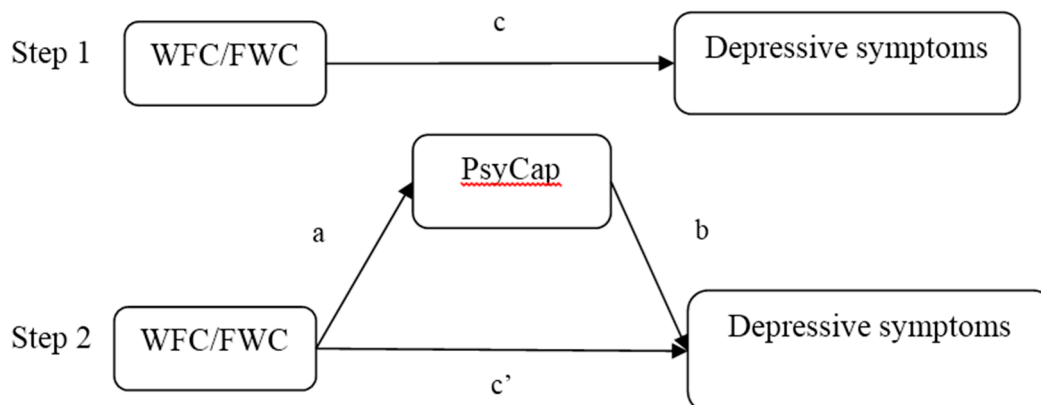 c
Step 1
WFC/FWC
Depressive symptoms
PsyCap
a
b
Step 2
WFC/FWC
Depressive symptoms
c’